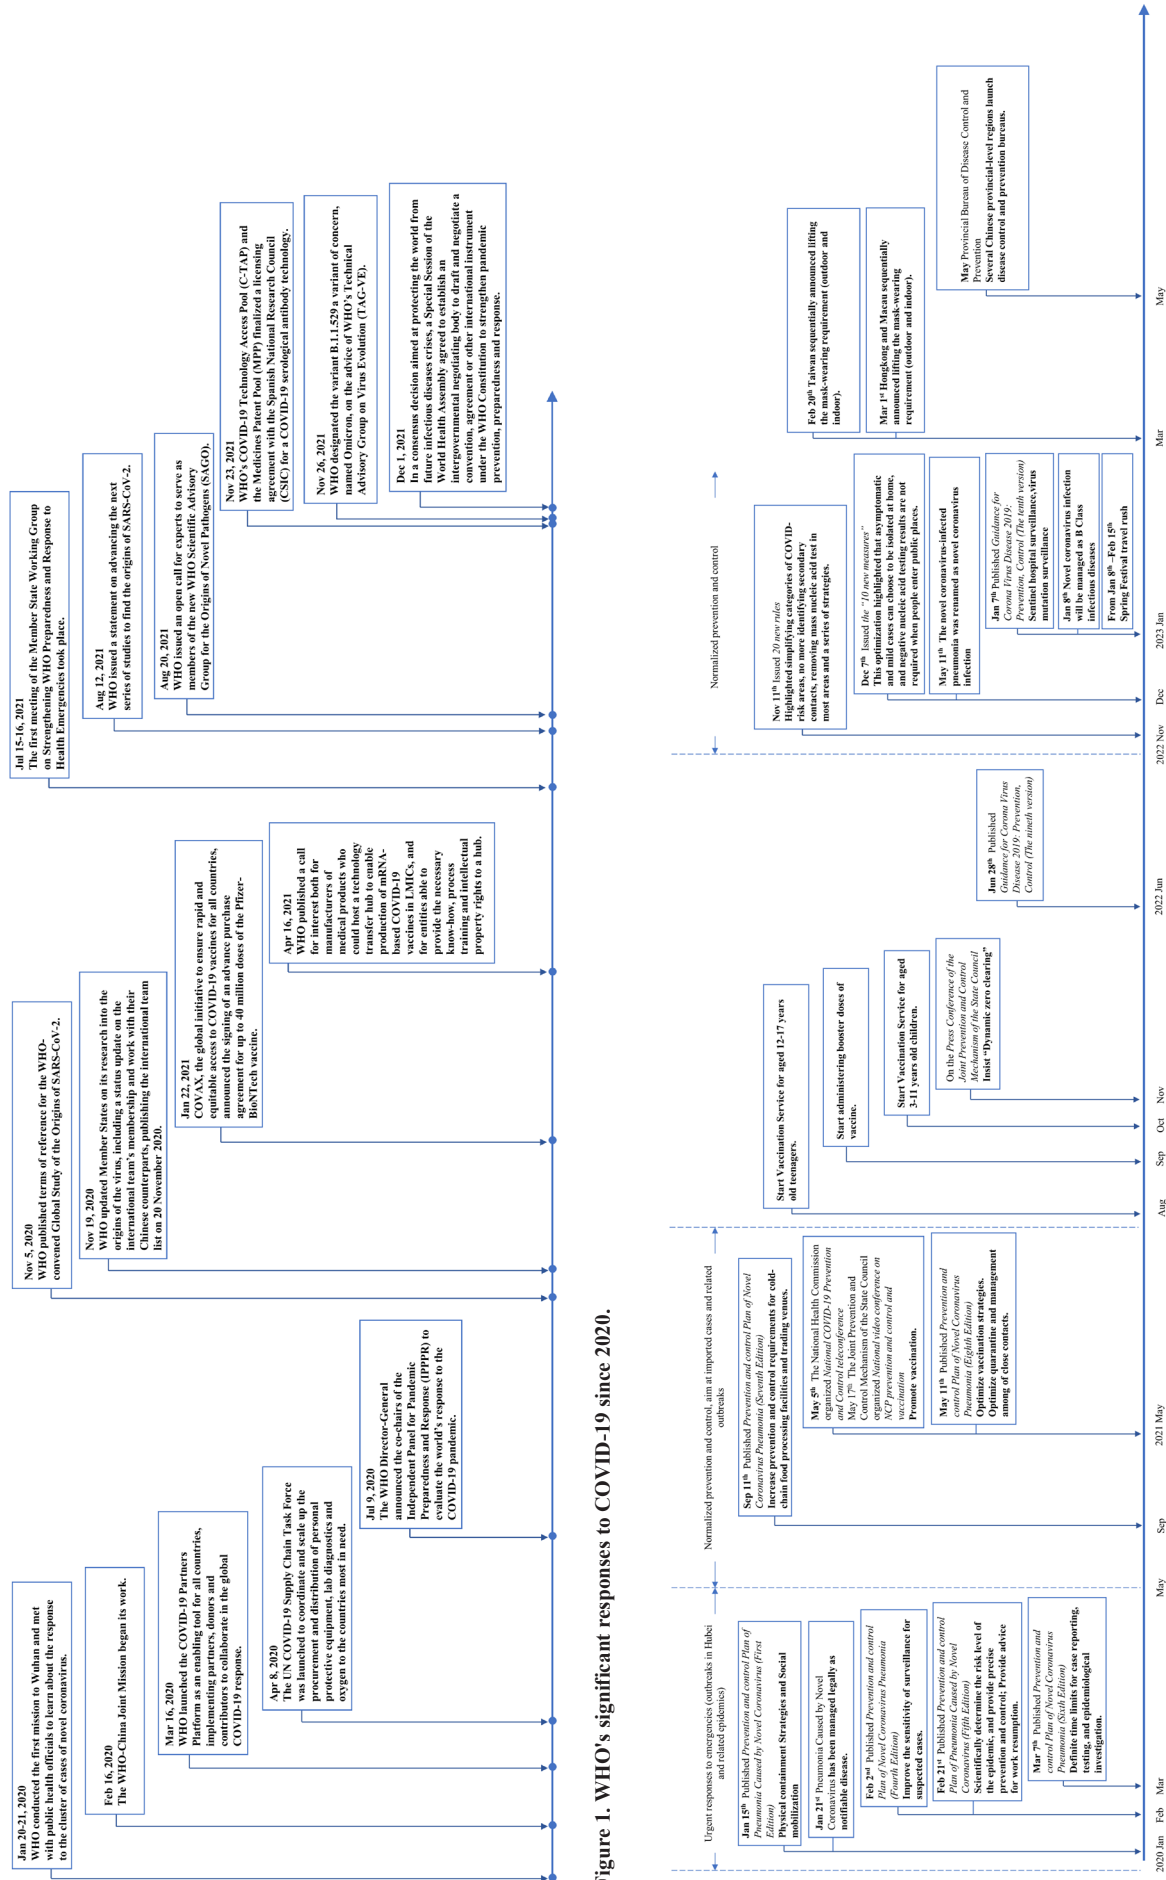 Jan 20-21, 2020
WHO conducted the first mission to Wuhan and met
with public health officials to learn about the response
to the cluster of cases of novel coronavirus.
Feb 16, 2020
The WHO-China Joint Mission began its work.
Mar 16, 2020
WHO launched the COVID-19 Partners
Platform as an enabling tool for all countries,
implementing partners, donors and
contributors to collaborate in the global
COVID-19 response.
Apr 8, 2020
The UN COVID-19 Supply Chain Task Force
was launched to coordinate and scale up the
procurement and distribution of personal
protective equipment, lab diagnostics and
oxygen to the countries most in need.
Jul 9, 2020
The WHO Director-General
announced the co-chairs of the
Independent Panel for Pandemic
Preparedness and Response (IPPPR) to
evaluate the world's response to the
COVID-19 pandemic.
Nov 5, 2020
WHO published terms of reference for the WHO-
convened Global Study of the Origins of SARS-CoV-2.
Nov 19, 2020
WHO updated Member States on its research into the
origins of the virus, including a status update on the
international team's membership and work with their
Chinese counterparts, publishing the international team
list on 20 November 2020.
Jan 22, 2021
COVAX, the global initiative to ensure rapid and
equitable access to COVID-19 vaccines for all countries,
announced the signing of an advance purchase
agreement for up to 40 million doses of the Pfizer-
BioNTech vaccine.
Apr 16, 2021
WHO published a call
for interest both for
manufacturers of
medical products who
could host a technology
transfer hub to enable
production of mRNA-
based COVID-19
vaccines in LMICs, and
for entities able to
provide the necessary
know-how, process
training and intellectual
property rights to a hub.
Jul 15-16, 2021
The first meeting of the Member State Working Group
on Strengthening WHO Preparedness and Response to
Health Emergencies took place.
Aug 12, 2021
WHO issued a statement on advancing the next
series of studies to find the origins of SARS-CoV-2.
Aug 20, 2021
WHO issued an open call for experts to serve as
members of the new WHO Scientific Advisory
Group for the Origins of Novel Pathogens (SAGO).
Nov 23, 2021
WHO's COVID-19 Technology Access Pool (C-TAP) and
the Medicines Patent Pool (MPP) finalized a licensing
agreement with the Spanish National Research Council
(CSIC) for a COVID-19 serological antibody technology.
Nov 26, 2021
WHO designated the variant B.1.1.529 a variant of concern,
named Omicron, on the advice of WHO's Technical
Advisory Group on Virus Evolution (TAG-VE).
Dec 1, 2021
In a consensus decision aimed at protecting the world from
future infectious diseases crises, a Special Session of the
World Health Assembly agreed to establish an
intergovernmental negotiating body to draft and negotiate a
convention, agreement or other international instrument
under the WHO Constitution to strengthen pandemic
prevention, preparedness and response.
igure 1. WHO's significant responses to COVID-19 since 2020.
Urgent responses to emergencies (outbreaks in Hubei
and related epidemics)
Jan 15th Published Prevention and control Plan of
Pneumonia Caused by Novel Coronavirus (First
Edition)
Physical containment Strategies and Social
mobilization
Jan 21st Pneumonia Caused by Novel
Coronavirus has been managed legally as
notifiable disease.
Feb 2nd Published Prevention and control
Plan of Novel Coronavirus Pneumonia
(Fourth Edition)
Improve the sensitivity of surveillance for
suspected cases.
Feb 21st Published Prevention and control
Plan of Pneumonia Caused by Novel
Coronavirus (Fifth Edition)
Scientifically determine the risk level of
the epidemic, and provide precise
prevention and control; Provide advice
for work resumption.
Mar 7th Published Prevention and
control Plan of Novel Coronavirus
Pneumonia (Sixth Edition)
Definite time limits for case reporting,
testing, and epidemiological
investigation.
Normalized prevention and control, aim at imported cases and related
outbreaks
Sep 11th Published Prevention and control Plan of Novel
Coronavirus Pneumonia (Seventh Edition)
Increase prevention and control requirements for cold-
chain food processing facilities and trading venues.
May 5th The National Health Commission
organized National COVID-19 Prevention
and Control teleconference
May 17th The Joint Prevention and
Control Mechanism of the State Council
organized National video conference on
NCP prevention and control and
vaccination
Promote vaccination.
May 11th Published Prevention and
control Plan of Novel Coronavirus
Pneumonia (Eighth Edition)
Optimize vaccination strategies.
Optimize quarantine and management
among of close contacts.
Start Vaccination Service for aged 12-17 years
old teenagers.
Start administering booster doses of
vaccine.
Start Vaccination Service for aged
3-11 years old children.
On the Press Conference of the
Joint Prevention and Control
Mechanism of the State Council
Insist “Dynamic zero clearing”
Jun 28th Published
Guidance for Corona Virus
Disease 2019: Prevention,
Control (The nineth version)
Normalized prevention and control
Nov 11th Issued 20 new rules
Highlighted simplifying categories of COVID-
risk areas, no more identifying secondary
contacts, removing mass nucleic acid test in
most areas and a series of strategies.
Dec 7th Issued the “10 new measures”
This optimization highlighted that asymptomatic
and mild cases can choose to be isolated at home,
and negative nucleic acid testing results are not
required when people enter public places.
May 11th The novel coronavirus-infected
pneumonia was renamed as novel coronavirus
infection
Jan 7th Published Guidance for
Corona Virus Disease 2019:
Prevention, Control (The tenth version)
Sentinel hospital surveillance,virus
mutation surveillance
Jan 8th Novel coronavirus infection
will be managed as B Class
infectious diseases
From Jan 8th –Feb 15th
Spring Festival travel rush
Feb 20th Taiwan sequentially announced lifting
the mask-wearing requirement (outdoor and
indoor).
Mar 1st Hongkong and Macau sequentially
announced lifting the mask-wearing
requirement (outdoor and indoor).
May Provincial Bureau of Disease Control and
Prevention
Several Chinese provincial-level regions launch
disease control and prevention bureaus.
2020 Jan
Feb
Mar
May
Sep
2021 May
Aug
Sep
Oct
Nov
2022 Jun
2022 Nov
Dec
2023 Jan
Mar
May